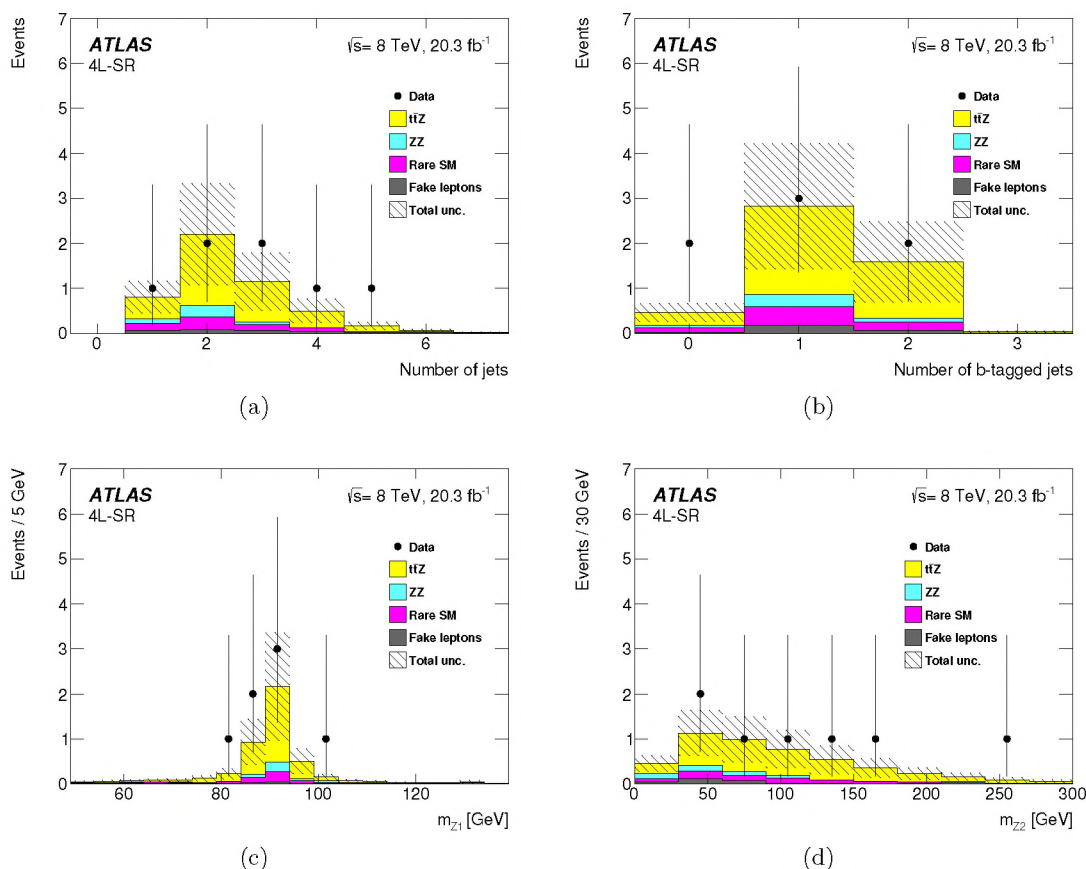 Events
7
6
5
4
3
2
1
0
ATLAS
4L-SR
√s= 8 TeV, 20.3 fb⁻¹
Data
tt̄Z
ZZ
Rare SM
Fake leptons
Total unc.
0 2 4 6
Number of jets
(a)
Events
7
6
5
4
3
2
1
0
ATLAS
4L-SR
√s= 8 TeV, 20.3 fb⁻¹
Data
tt̄Z
ZZ
Rare SM
Fake leptons
Total unc.
0 1 2 3
Number of b-tagged jets
(b)
Events / 5 GeV
7
6
5
4
3
2
1
0
ATLAS
4L-SR
√s= 8 TeV, 20.3 fb⁻¹
Data
tt̄Z
ZZ
Rare SM
Fake leptons
Total unc.
60 80 100 120
m_Z1 [GeV]
(c)
Events / 30 GeV
7
6
5
4
3
2
1
0
ATLAS
4L-SR
√s= 8 TeV, 20.3 fb⁻¹
Data
tt̄Z
ZZ
Rare SM
Fake leptons
Total unc.
0 50 100 150 200 250 300
m_Z2 [GeV]
(d)